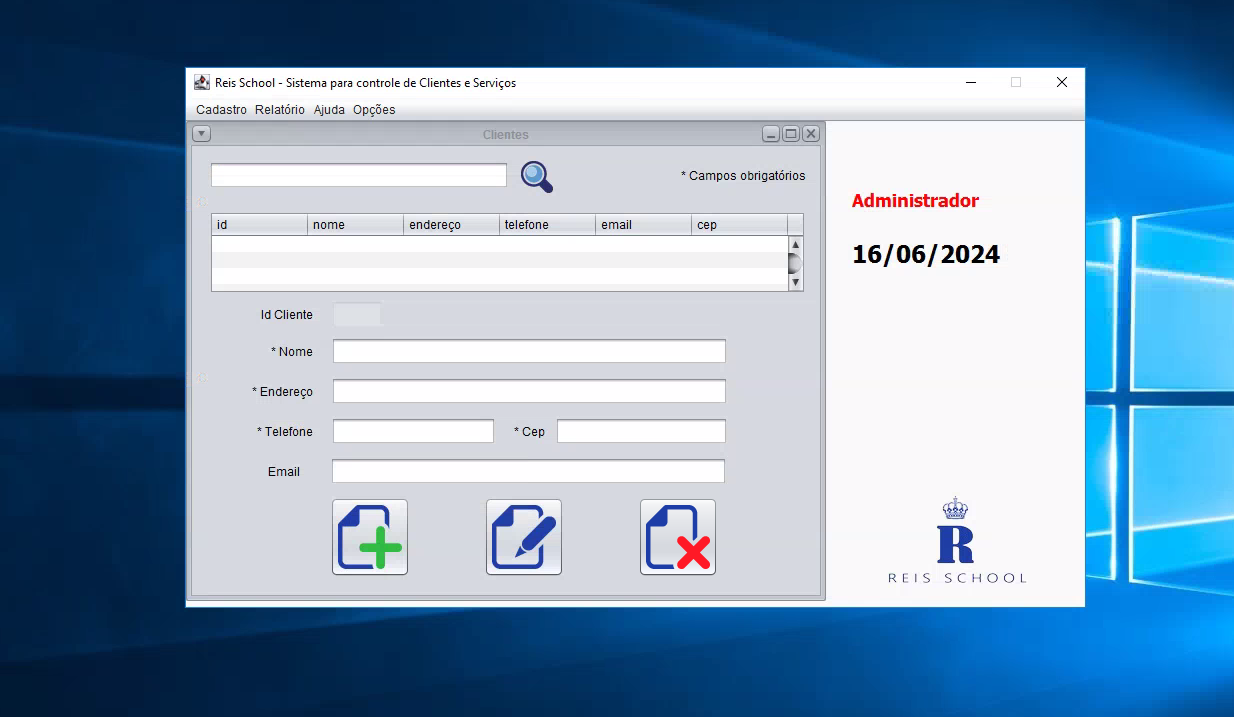 Reis School - Sistema para controle de Clientes e Serviços
Cadastro Relatório Ajuda Opções
Clientes
* Campos obrigatórios
id nome endereço telefone email cep
Id Cliente
* Nome
* Endereço
* Telefone * Cep
Email
Administrador
16/06/2024
R
REIS SCHOOL